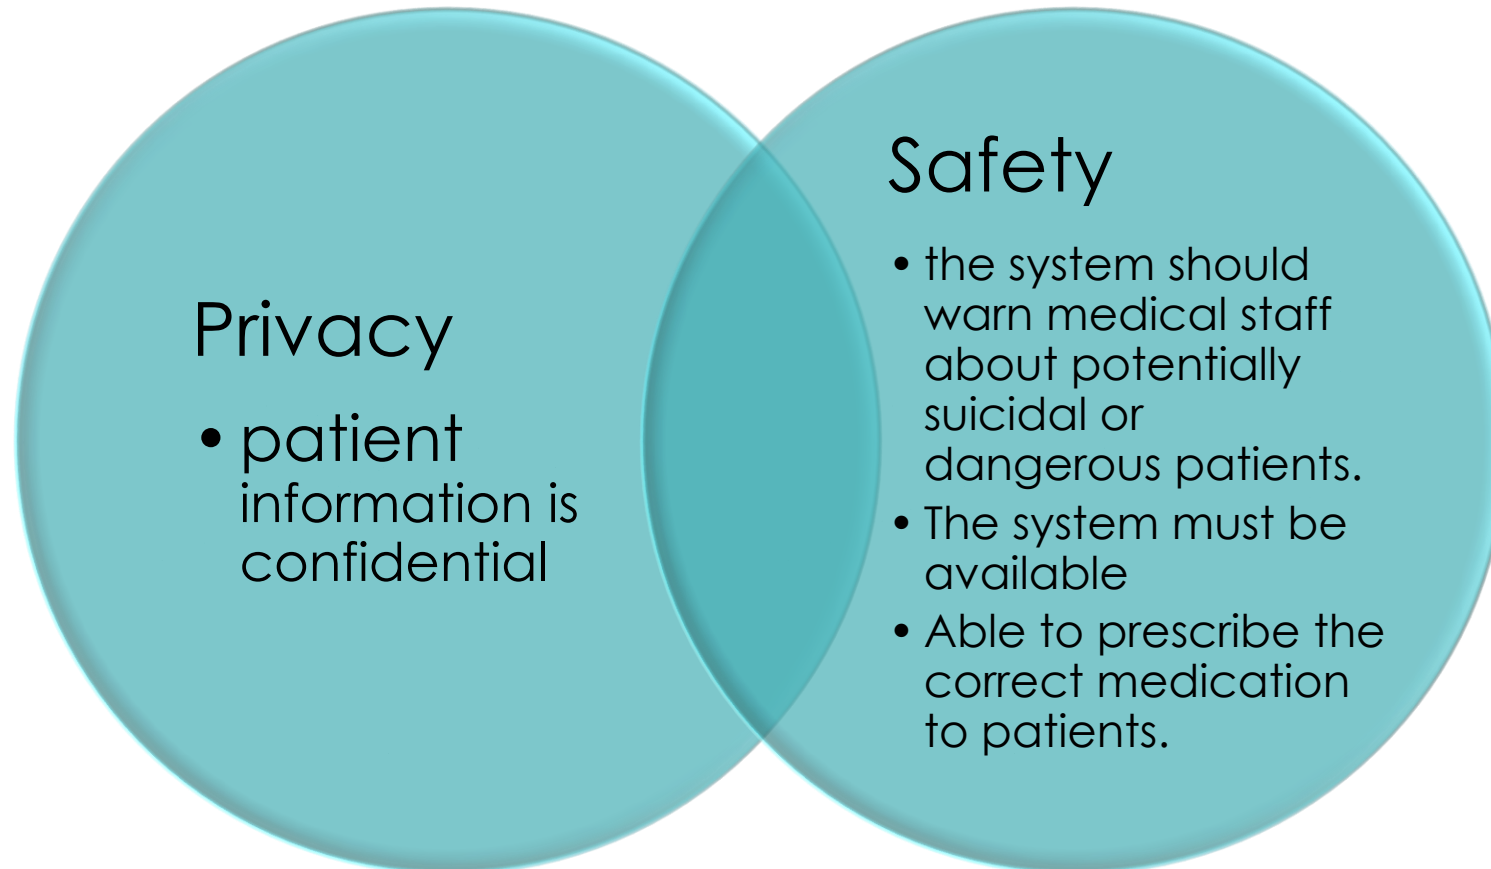 Privacy
• patient
information is
confidential
Safety
• the system should
warn medical staff
about potentially
suicidal or
dangerous patients.
• The system must be
available
• Able to prescribe the
correct medication
to patients.